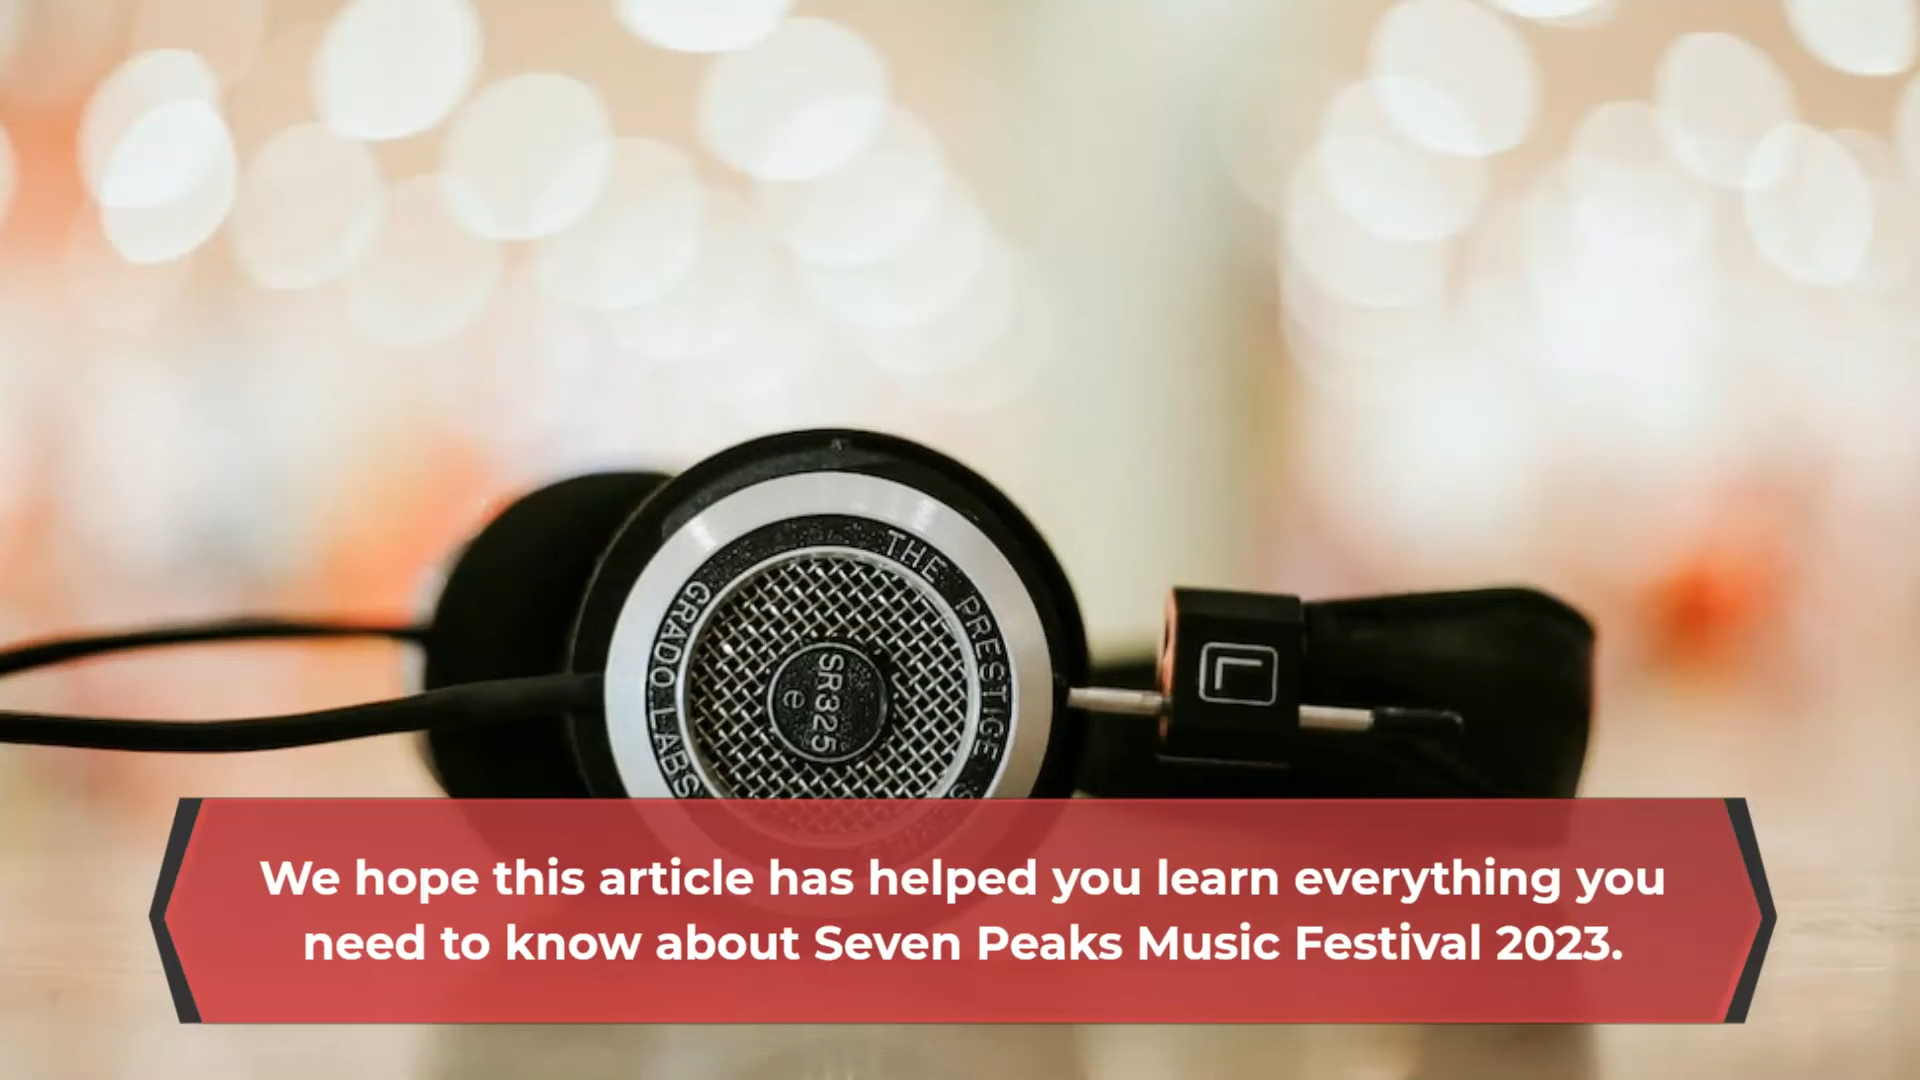 THE PRESTIGE
GRADO LABS
SR325
e
L
We hope this article has helped you learn everything you
need to know about Seven Peaks Music Festival 2023.